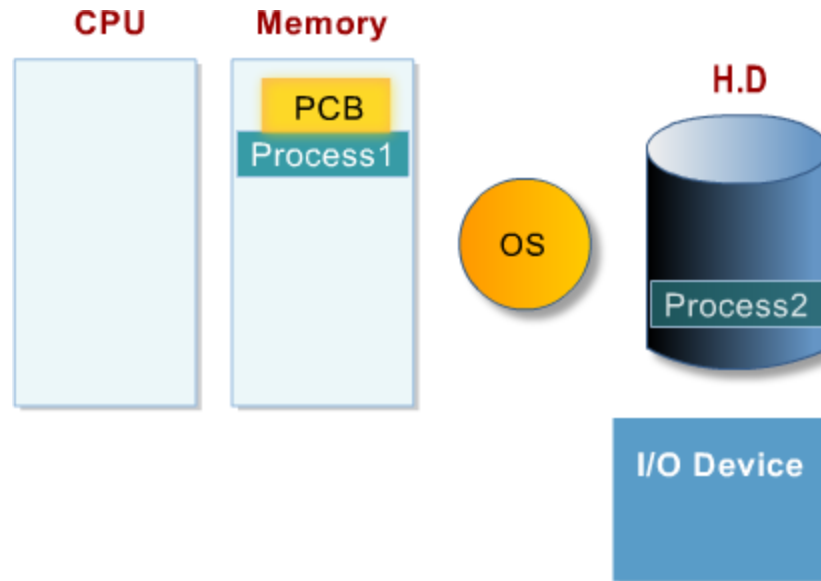 CPU
Memory
H.D
PCB
Process1
OS
Process2
I/O Device